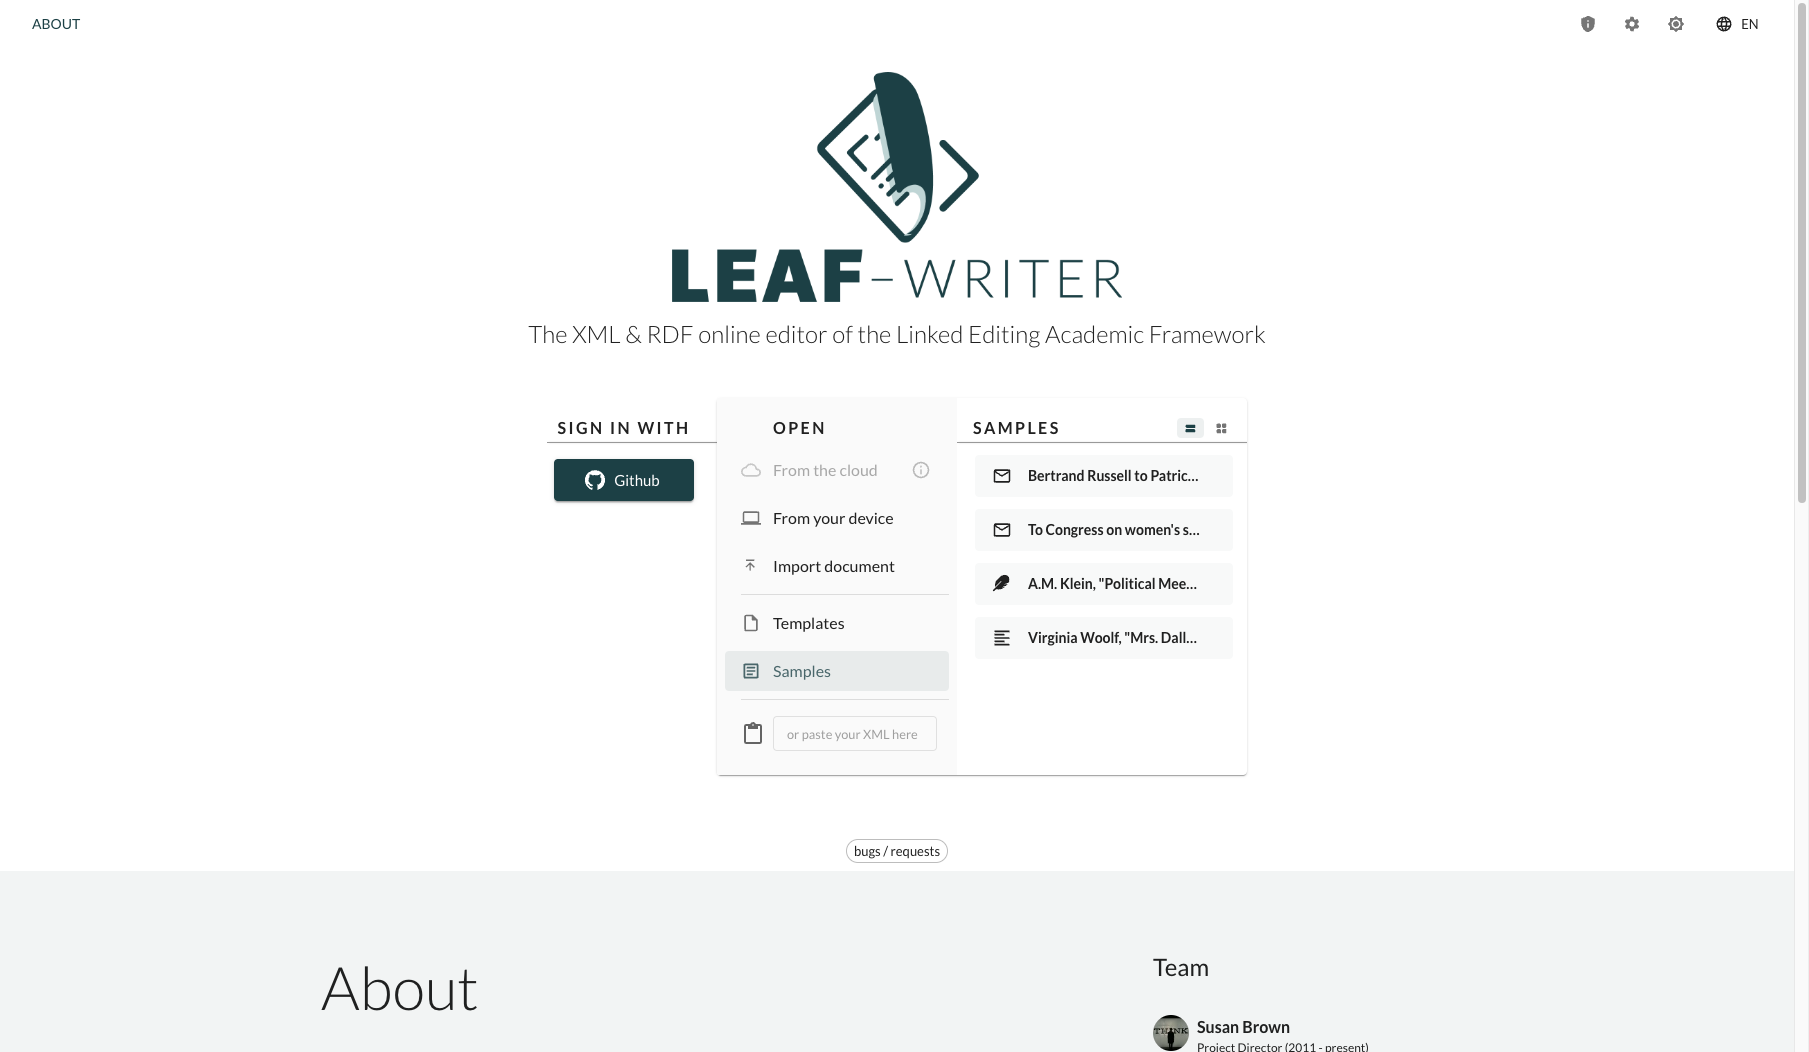 ABOUT
EN
LEAF-WRITER
The XML & RDF online editor of the Linked Editing Academic Framework
SIGN IN WITH
Github
OPEN
From the cloud
From your device
Import document
Templates
Samples
or paste your XML here
SAMPLES
Bertrand Russell to Patric...
To Congress on women's s...
A.M. Klein, "Political Mee...
Virginia Woolf, "Mrs. Dall...
bugs / requests
About
Team
THINK
Susan Brown
Project Director (2011 - present)